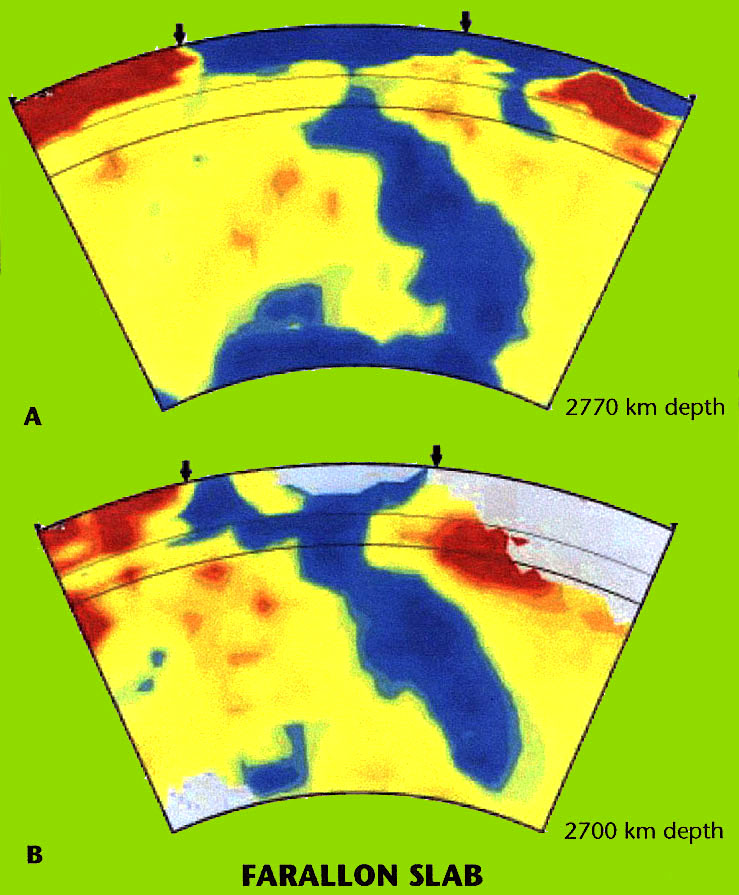 A
2770 km depth
B
2700 km depth
FARALLON SLAB